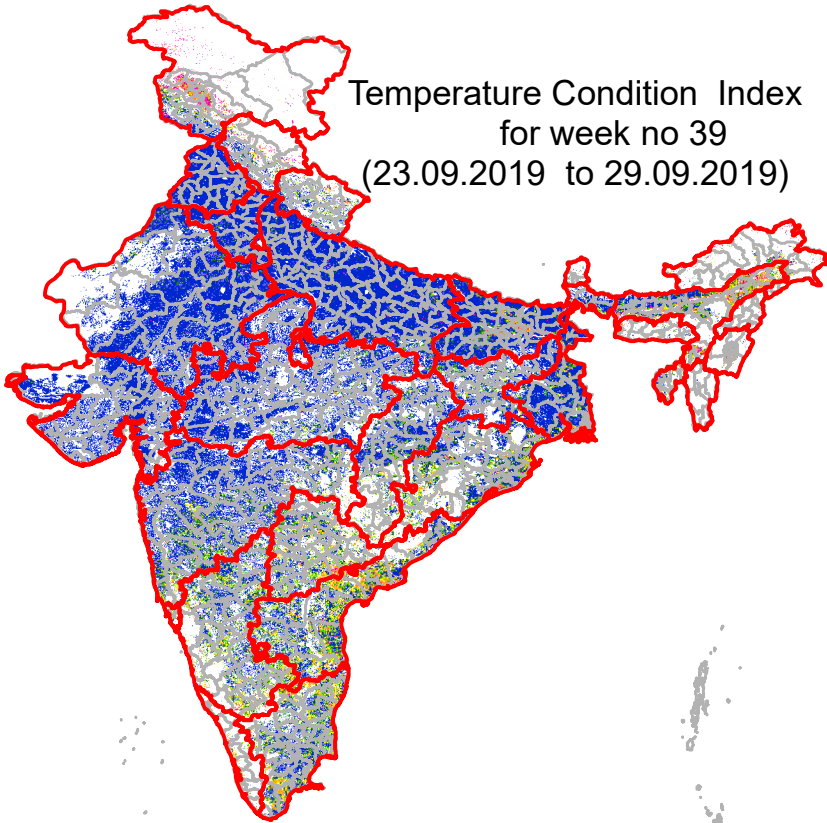 Temperature Condition Index
for week no 39
(23.09.2019 to 29.09.2019)